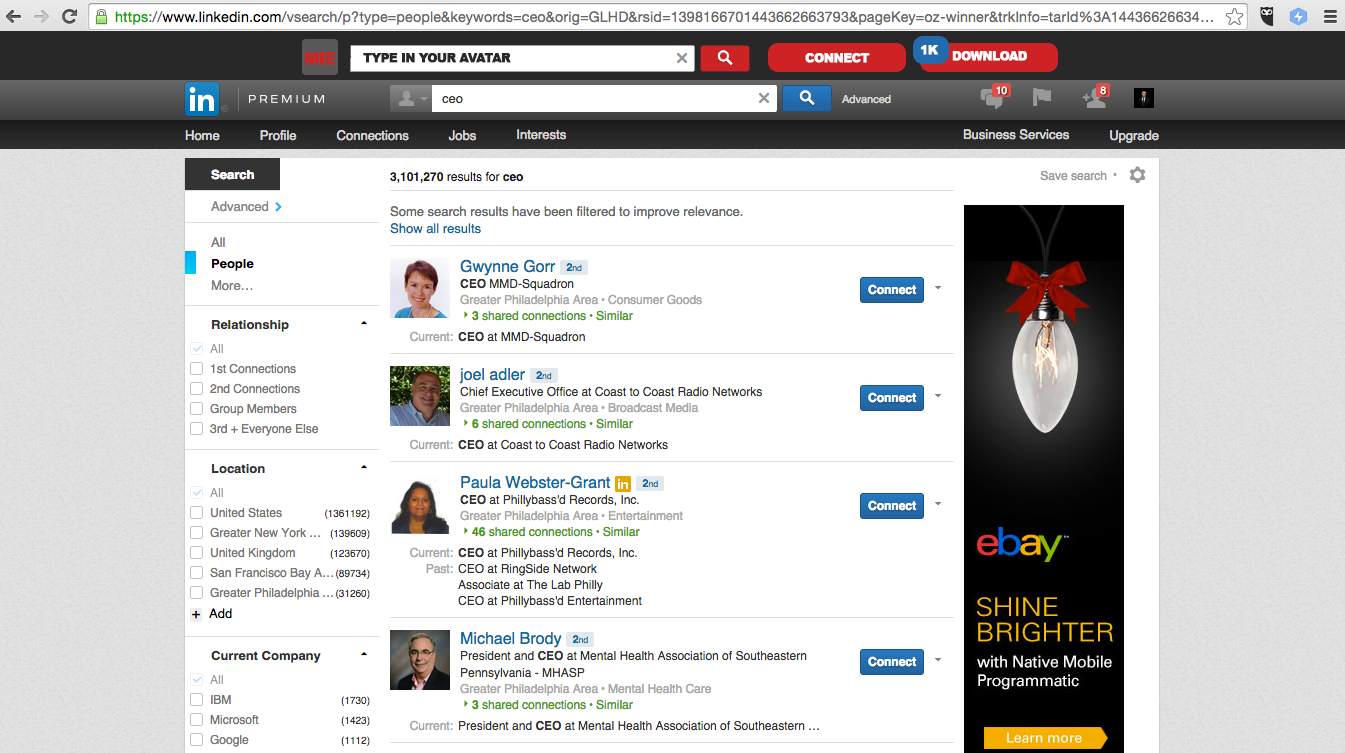 https://www.linkedin.com/vsearch/p?type=people&keywords=ceo&orig=GLHD&rsid=1398166701443662663793&pageKey=oz-winner&trkInfo=tarId%3A14436626634...
MIE
TYPE IN YOUR AVATAR
CONNECT
1K
DOWNLOAD
in
PREMIUM
ceo
Advanced
10
8
Home
Profile
Connections
Jobs
Interests
Business Services
Upgrade
Search
Advanced
All
People
More...
Relationship
All
1st Connections
2nd Connections
Group Members
3rd + Everyone Else
Location
All
United States (1361192)
Greater New York ... (139609)
United Kingdom (123670)
San Francisco Bay A... (89734)
Greater Philadelphia ... (31260)
+ Add
Current Company
All
IBM (1730)
Microsoft (1423)
Google (1112)
3,101,270 results for ceo
Save search •
Some search results have been filtered to improve relevance.
Show all results
Gwynne Gorr 2nd
CEO MMD-Squadron
Greater Philadelphia Area • Consumer Goods
3 shared connections • Similar
Current: CEO at MMD-Squadron
Connect
joel adler 2nd
Chief Executive Office at Coast to Coast Radio Networks
Greater Philadelphia Area • Broadcast Media
6 shared connections • Similar
Current: CEO at Coast to Coast Radio Networks
Connect
Paula Webster-Grant in 2nd
CEO at Phillybass'd Records, Inc.
Greater Philadelphia Area • Entertainment
46 shared connections • Similar
Current: CEO at Phillybass'd Records, Inc.
Past: CEO at RingSide Network
Associate at The Lab Philly
CEO at Phillybass'd Entertainment
Connect
Michael Brody 2nd
President and CEO at Mental Health Association of Southeastern
Pennsylvania - MHASP
Greater Philadelphia Area • Mental Health Care
3 shared connections • Similar
Current: President and CEO at Mental Health Association of Southeastern ...
Connect
ebay
SHINE
BRIGHTER
with Native Mobile
Programmatic
Learn more